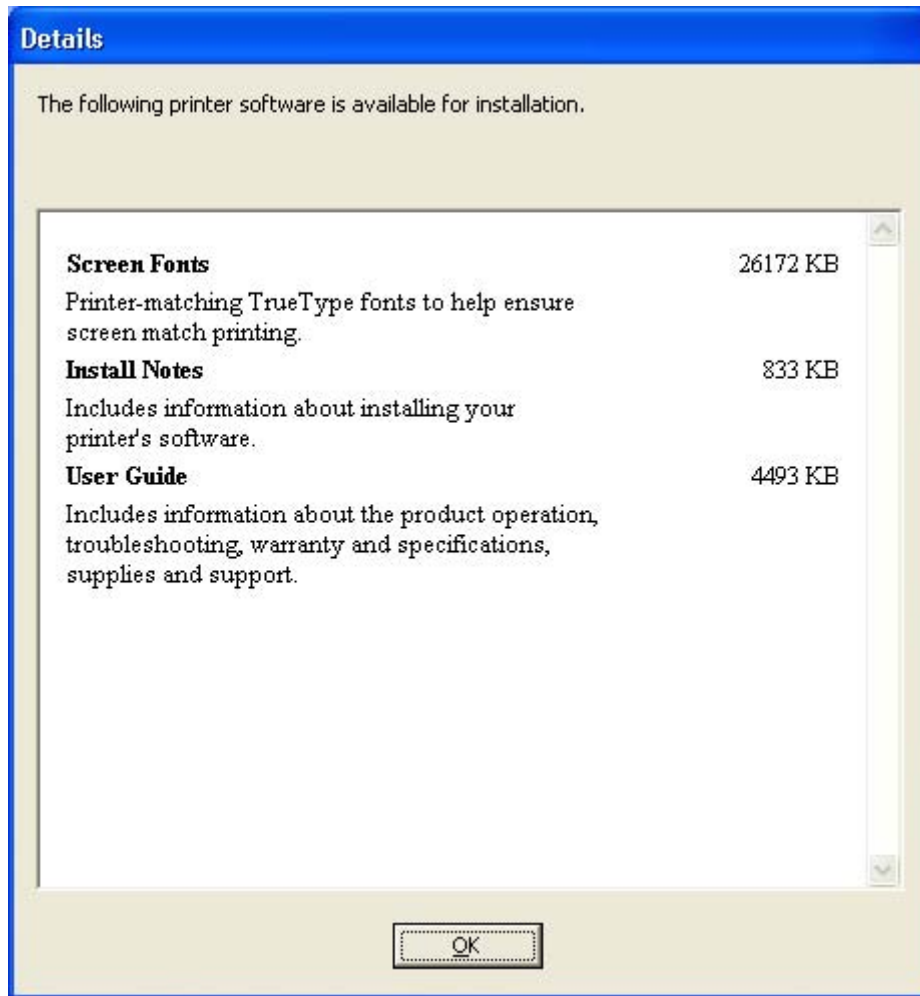 Details
The following printer software is available for installation.
Screen Fonts 26172 KB
Printer-matching TrueType fonts to help ensure
screen match printing.
Install Notes 833 KB
Includes information about installing your
printer's software.
User Guide 4493 KB
Includes information about the product operation,
troubleshooting, warranty and specifications,
supplies and support.
OK